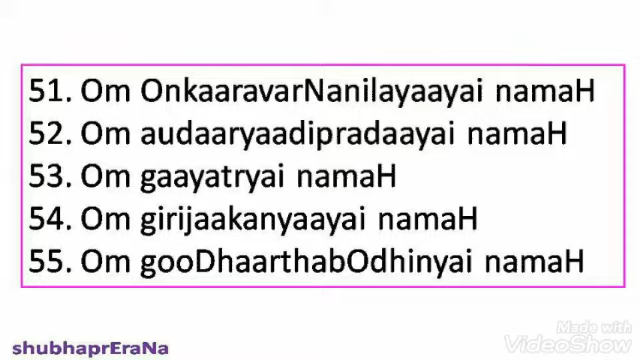 51. Om OnkaaravarNanilayaayai namaH
52. Om audaaryaadipradaayai namaH
53. Om gaayatryai namaH
54. Om girijaakanyaayai namaH
55. Om gooDhaarthabOdhinyai namaH
Made with
shubhaprEraNa VideoShow